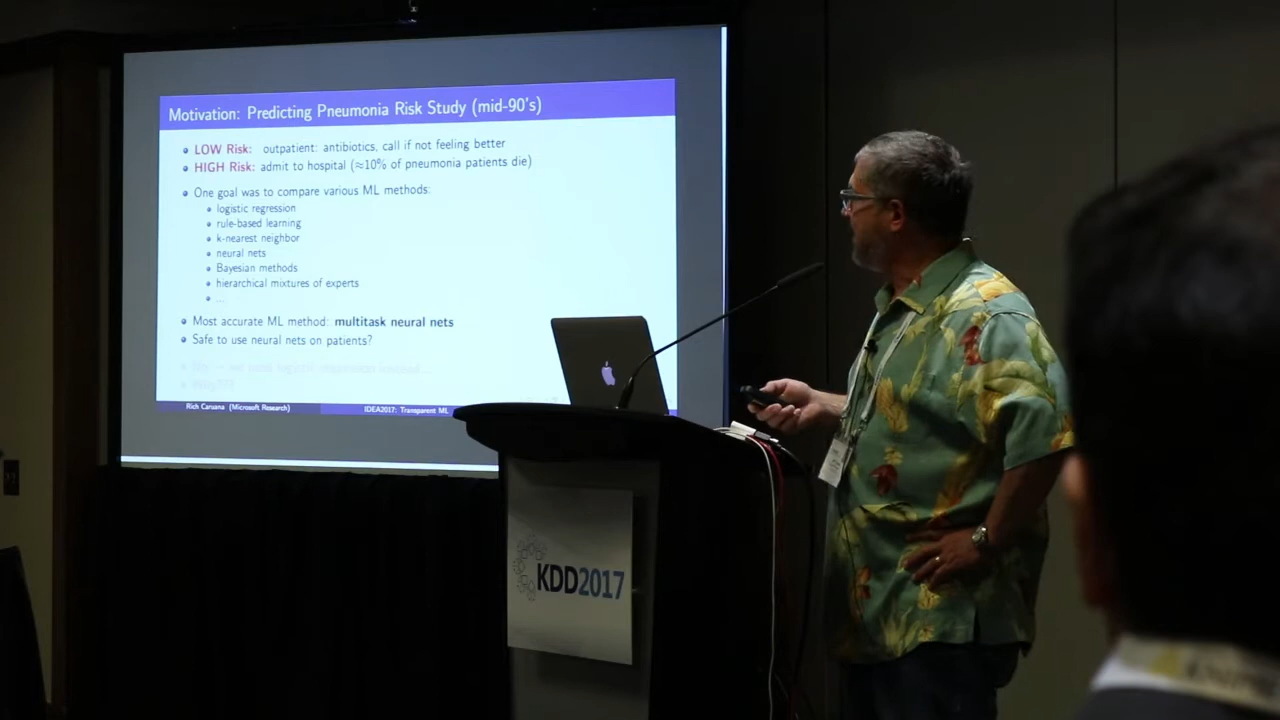 Motivation: Predicting Pneumonia Risk Study (mid-90's)
LOW Risk: outpatient: antibiotics, call if not feeling better
HIGH Risk: admit to hospital (≈10% of pneumonia patients die)
One goal was to compare various ML methods:
logistic regression
rule-based learning
k-nearest neighbor
neural nets
Bayesian methods
hierarchical mixtures of experts
...
Most accurate ML method: multitask neural nets
Safe to use neural nets on patients?
Rich Caruana (Microsoft Research)
IDEA2017: Transparent ML
KDD2017